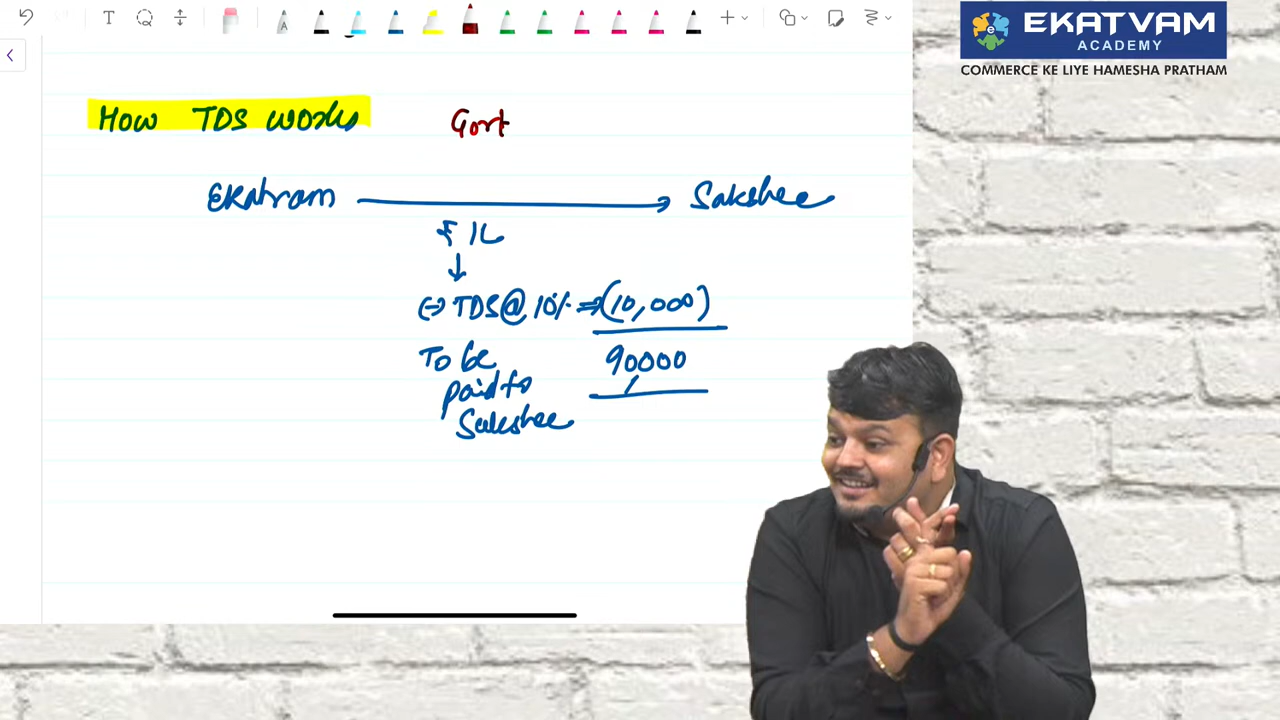 EKATVAM
ACADEMY
COMMERCE KE LIYE HAMESHA PRATHAM
How TDS works
Govt
Ekatvam → Sakshee
₹ 1L
↓
(-) TDS @ 10% ⇒ (10,000)
To be 90000
paid to
Sakshee